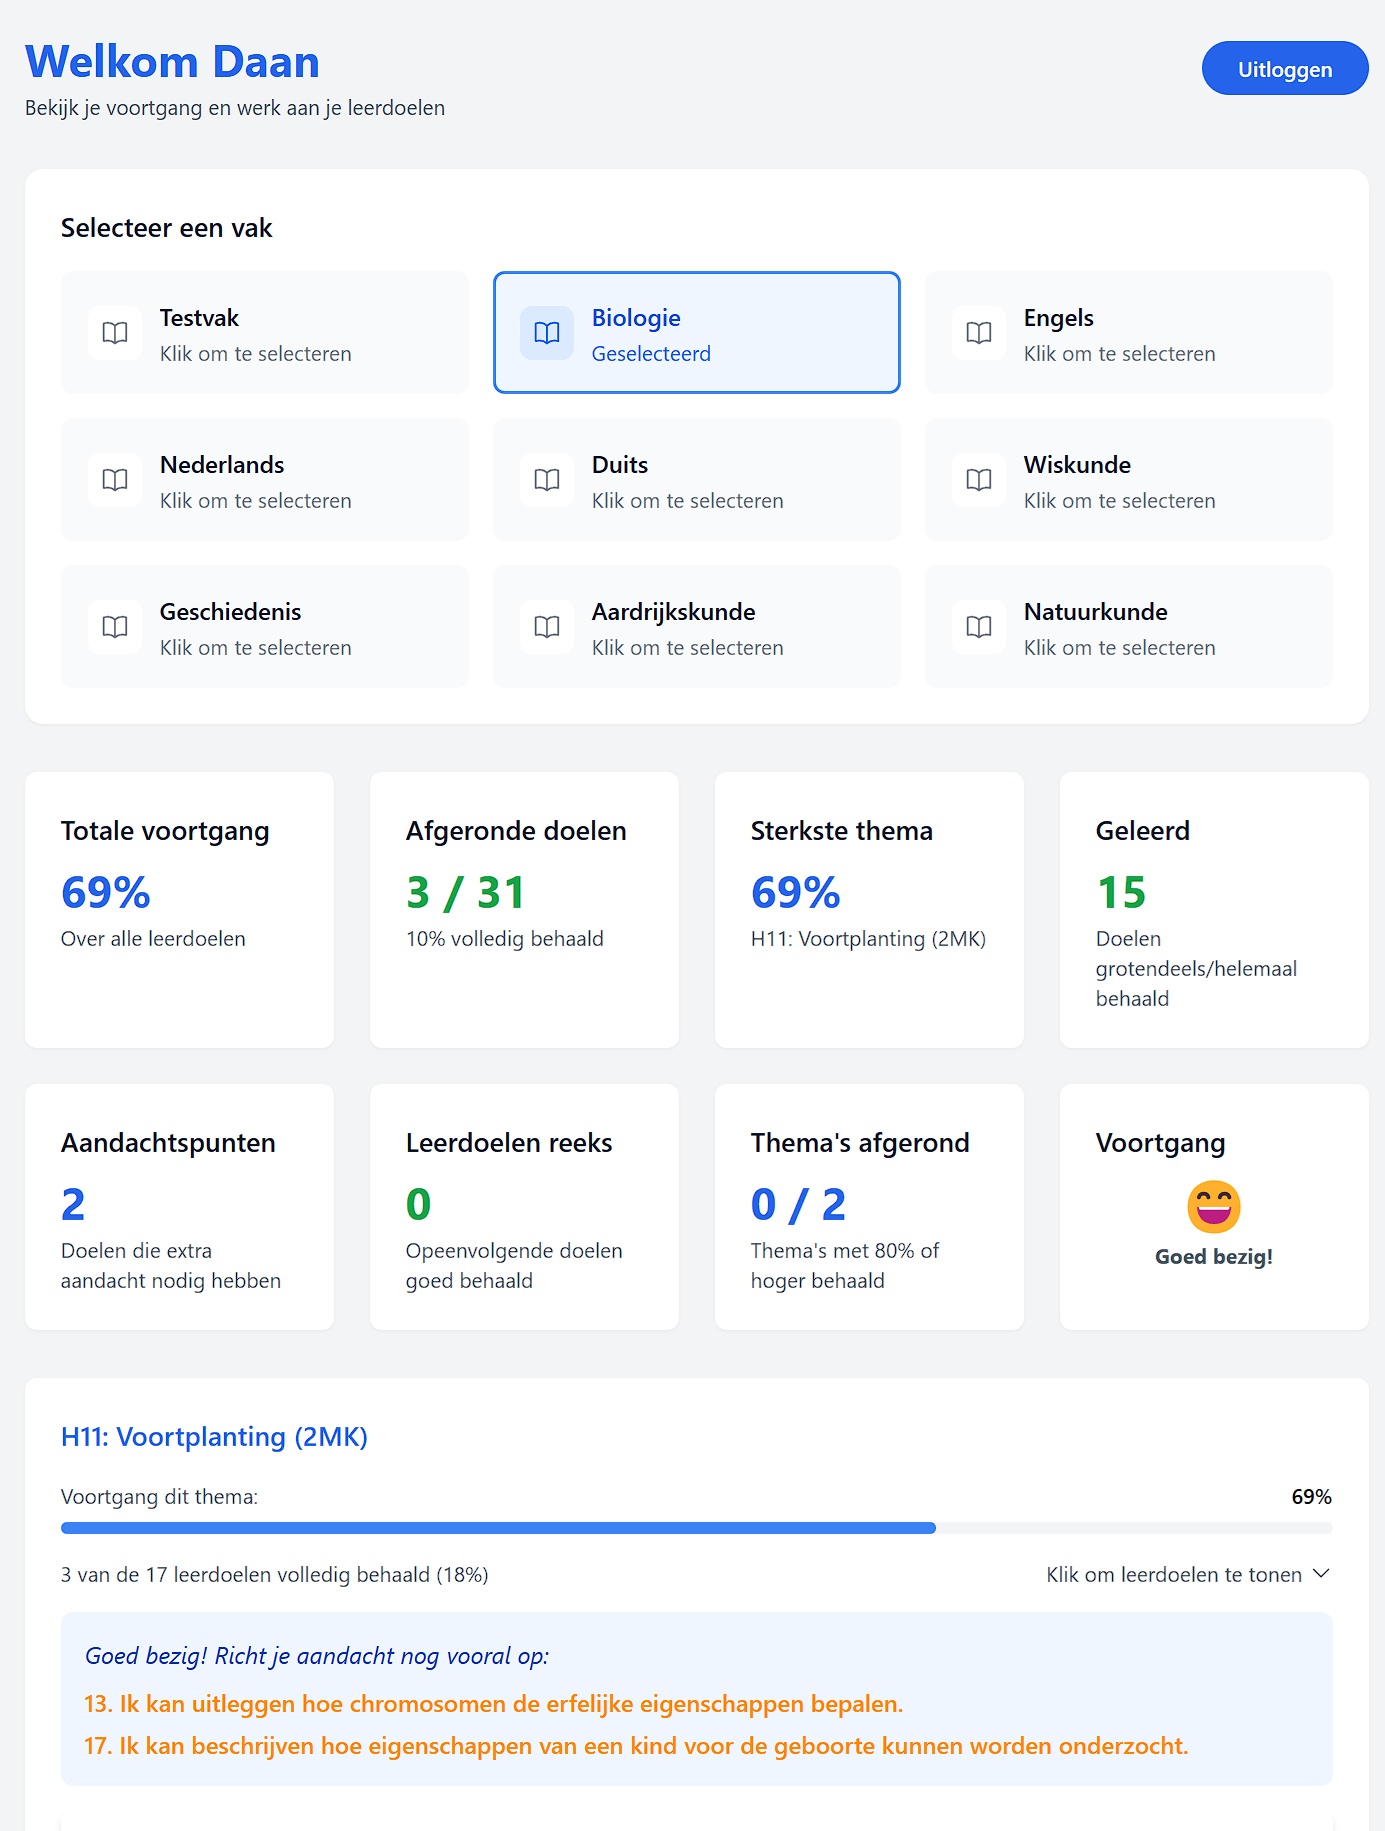 Welkom Daan
Bekijk je voortgang en werk aan je leerdoelen
Uitloggen
Selecteer een vak
Testvak
Klik om te selecteren
Biologie
Geselecteerd
Engels
Klik om te selecteren
Nederlands
Klik om te selecteren
Duits
Klik om te selecteren
Wiskunde
Klik om te selecteren
Geschiedenis
Klik om te selecteren
Aardrijkskunde
Klik om te selecteren
Natuurkunde
Klik om te selecteren
Totale voortgang
69%
Over alle leerdoelen
Afgeronde doelen
3 / 31
10% volledig behaald
Sterkste thema
69%
H11: Voortplanting (2MK)
Geleerd
15
Doelen
grotendeels/helemaal
behaald
Aandachtspunten
2
Doelen die extra
aandacht nodig hebben
Leerdoelen reeks
0
Opeenvolgende doelen
goed behaald
Thema's afgerond
0 / 2
Thema's met 80% of
hoger behaald
Voortgang
Goed bezig!
H11: Voortplanting (2MK)
Voortgang dit thema:
69%
3 van de 17 leerdoelen volledig behaald (18%)
Klik om leerdoelen te tonen
Goed bezig! Richt je aandacht nog vooral op:
13. Ik kan uitleggen hoe chromosomen de erfelijke eigenschappen bepalen.
17. Ik kan beschrijven hoe eigenschappen van een kind voor de geboorte kunnen worden onderzocht.